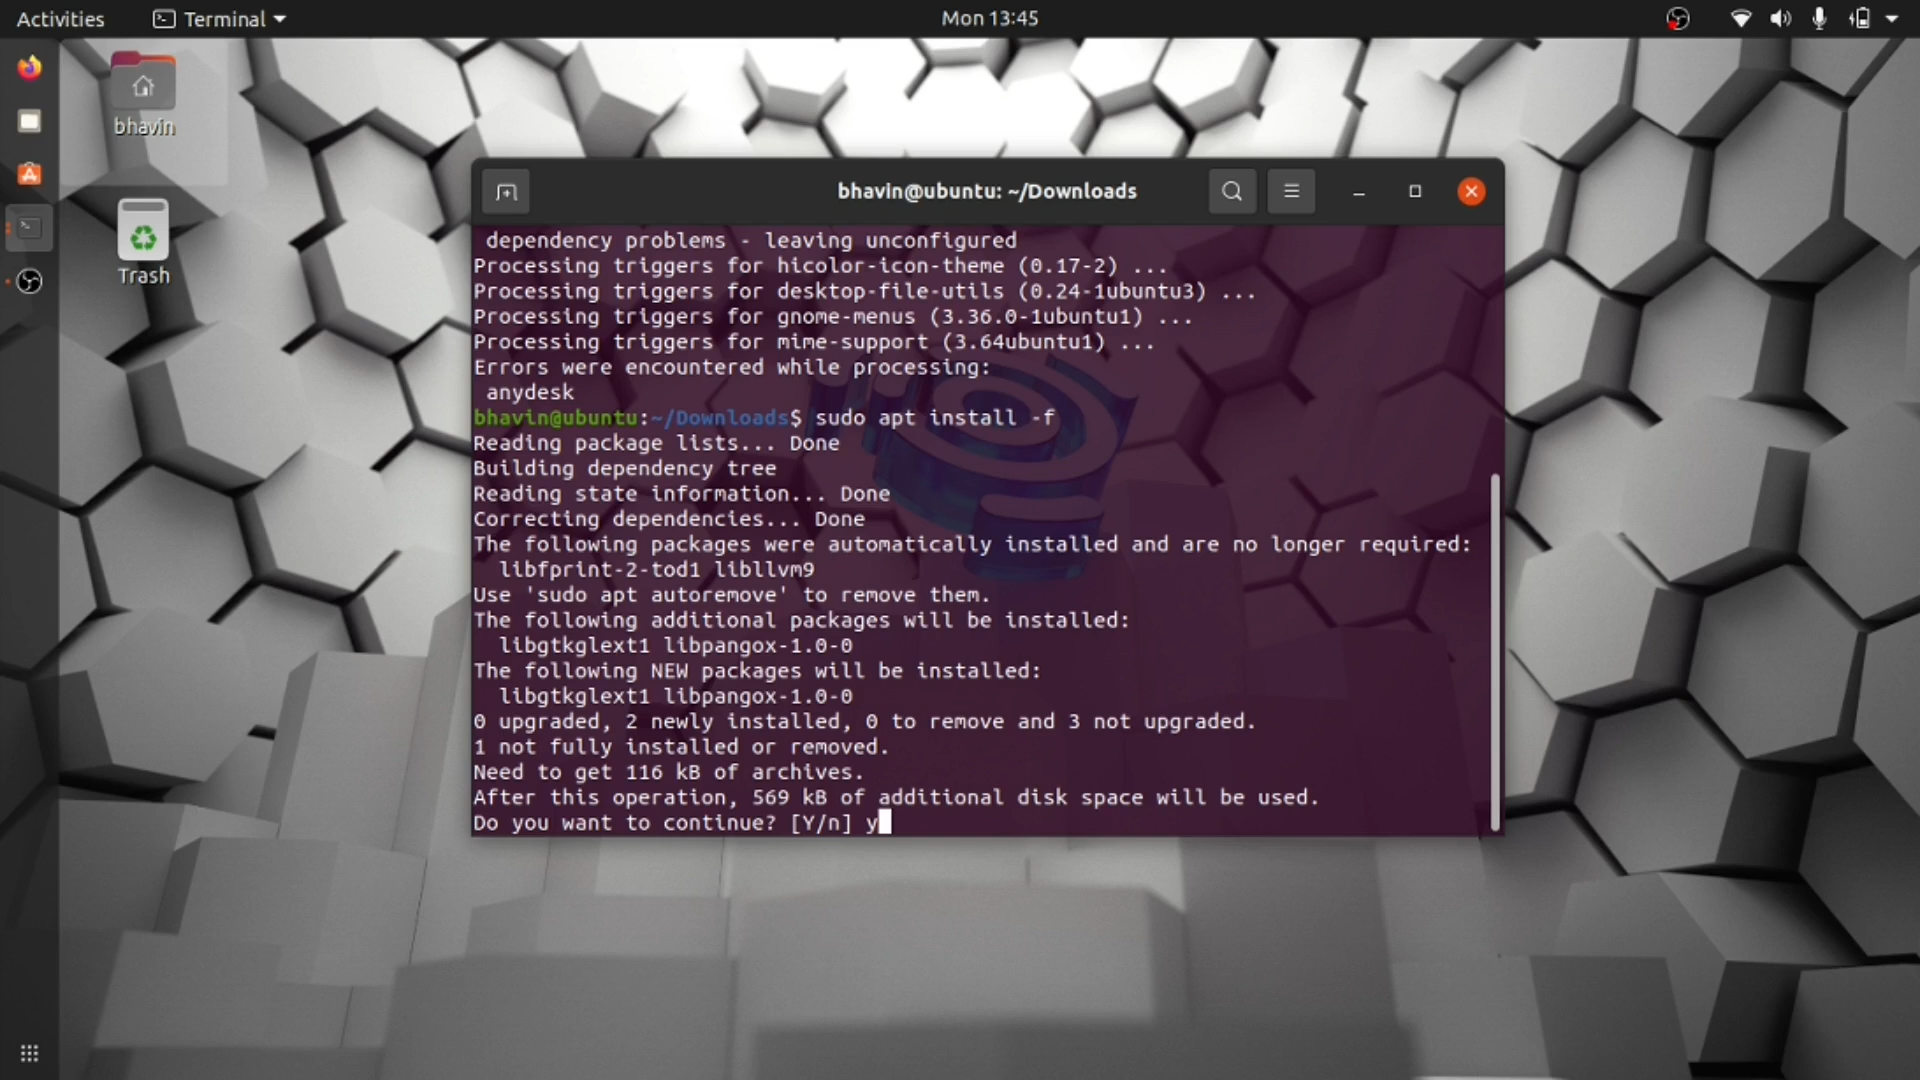 Activities
Terminal
Mon 13:45
bhavin
Trash
bhavin@ubuntu: ~/Downloads
dependency problems - leaving unconfigured
Processing triggers for hicolor-icon-theme (0.17-2) ...
Processing triggers for desktop-file-utils (0.24-1ubuntu3) ...
Processing triggers for gnome-menus (3.36.0-1ubuntu1) ...
Processing triggers for mime-support (3.64ubuntu1) ...
Errors were encountered while processing:
anydesk
bhavin@ubuntu:~/Downloads$ sudo apt install -f
Reading package lists... Done
Building dependency tree
Reading state information... Done
Correcting dependencies... Done
The following packages were automatically installed and are no longer required:
libfprint-2-tod1 libllvm9
Use 'sudo apt autoremove' to remove them.
The following additional packages will be installed:
libgtkglext1 libpangox-1.0-0
The following NEW packages will be installed:
libgtkglext1 libpangox-1.0-0
0 upgraded, 2 newly installed, 0 to remove and 3 not upgraded.
1 not fully installed or removed.
Need to get 116 kB of archives.
After this operation, 569 kB of additional disk space will be used.
Do you want to continue? [Y/n] y